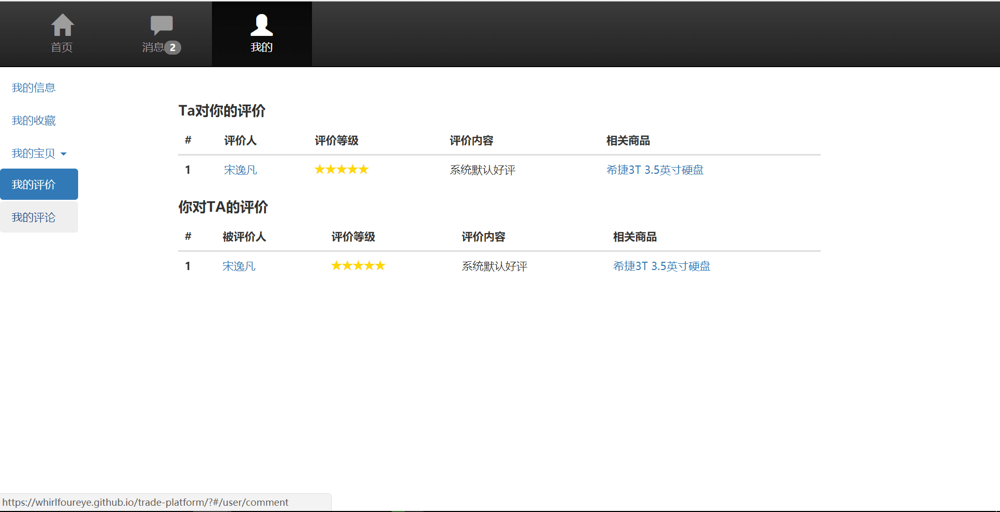 首页 消息 2 我的
我的信息
我的收藏
我的宝贝
我的评价
我的评论
Ta对你的评价
# 评价人 评价等级 评价内容 相关商品
1 宋逸凡 ★★★★★ 系统默认好评 希捷3T 3.5英寸硬盘
你对TA的评价
# 被评价人 评价等级 评价内容 相关商品
1 宋逸凡 ★★★★★ 系统默认好评 希捷3T 3.5英寸硬盘
https://whirlfoureye.github.io/trade-platform/?#/user/comment